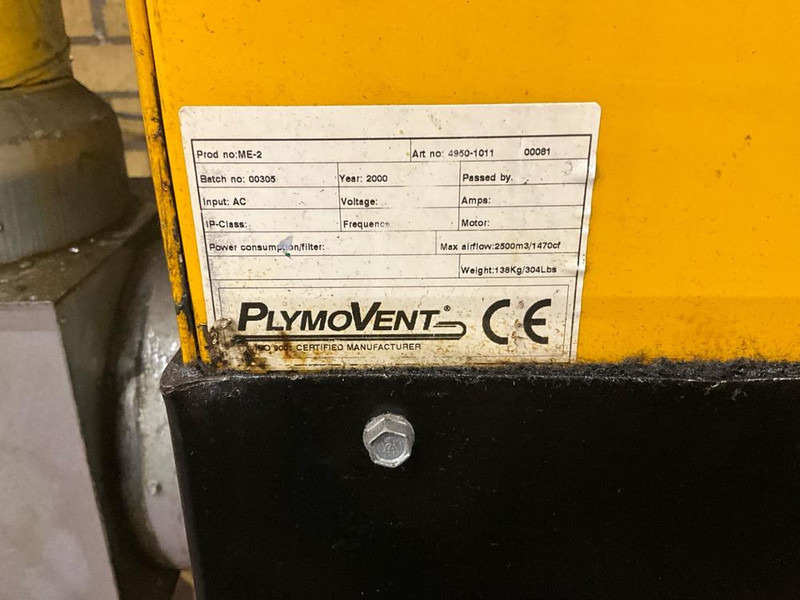 Prod no:ME-2 Art no: 4950-1011 00081
Batch no: 00305 Year: 2000 Passed by.
Input: AC Voltage: Amps:
IP-Class: Frequence Motor:
Power consumption/filter: Max airflow:2500m3/1470cf
Weight:138Kg/304Lbs
PLYMOVENT® CE
ISO 9001 CERTIFIED MANUFACTURER